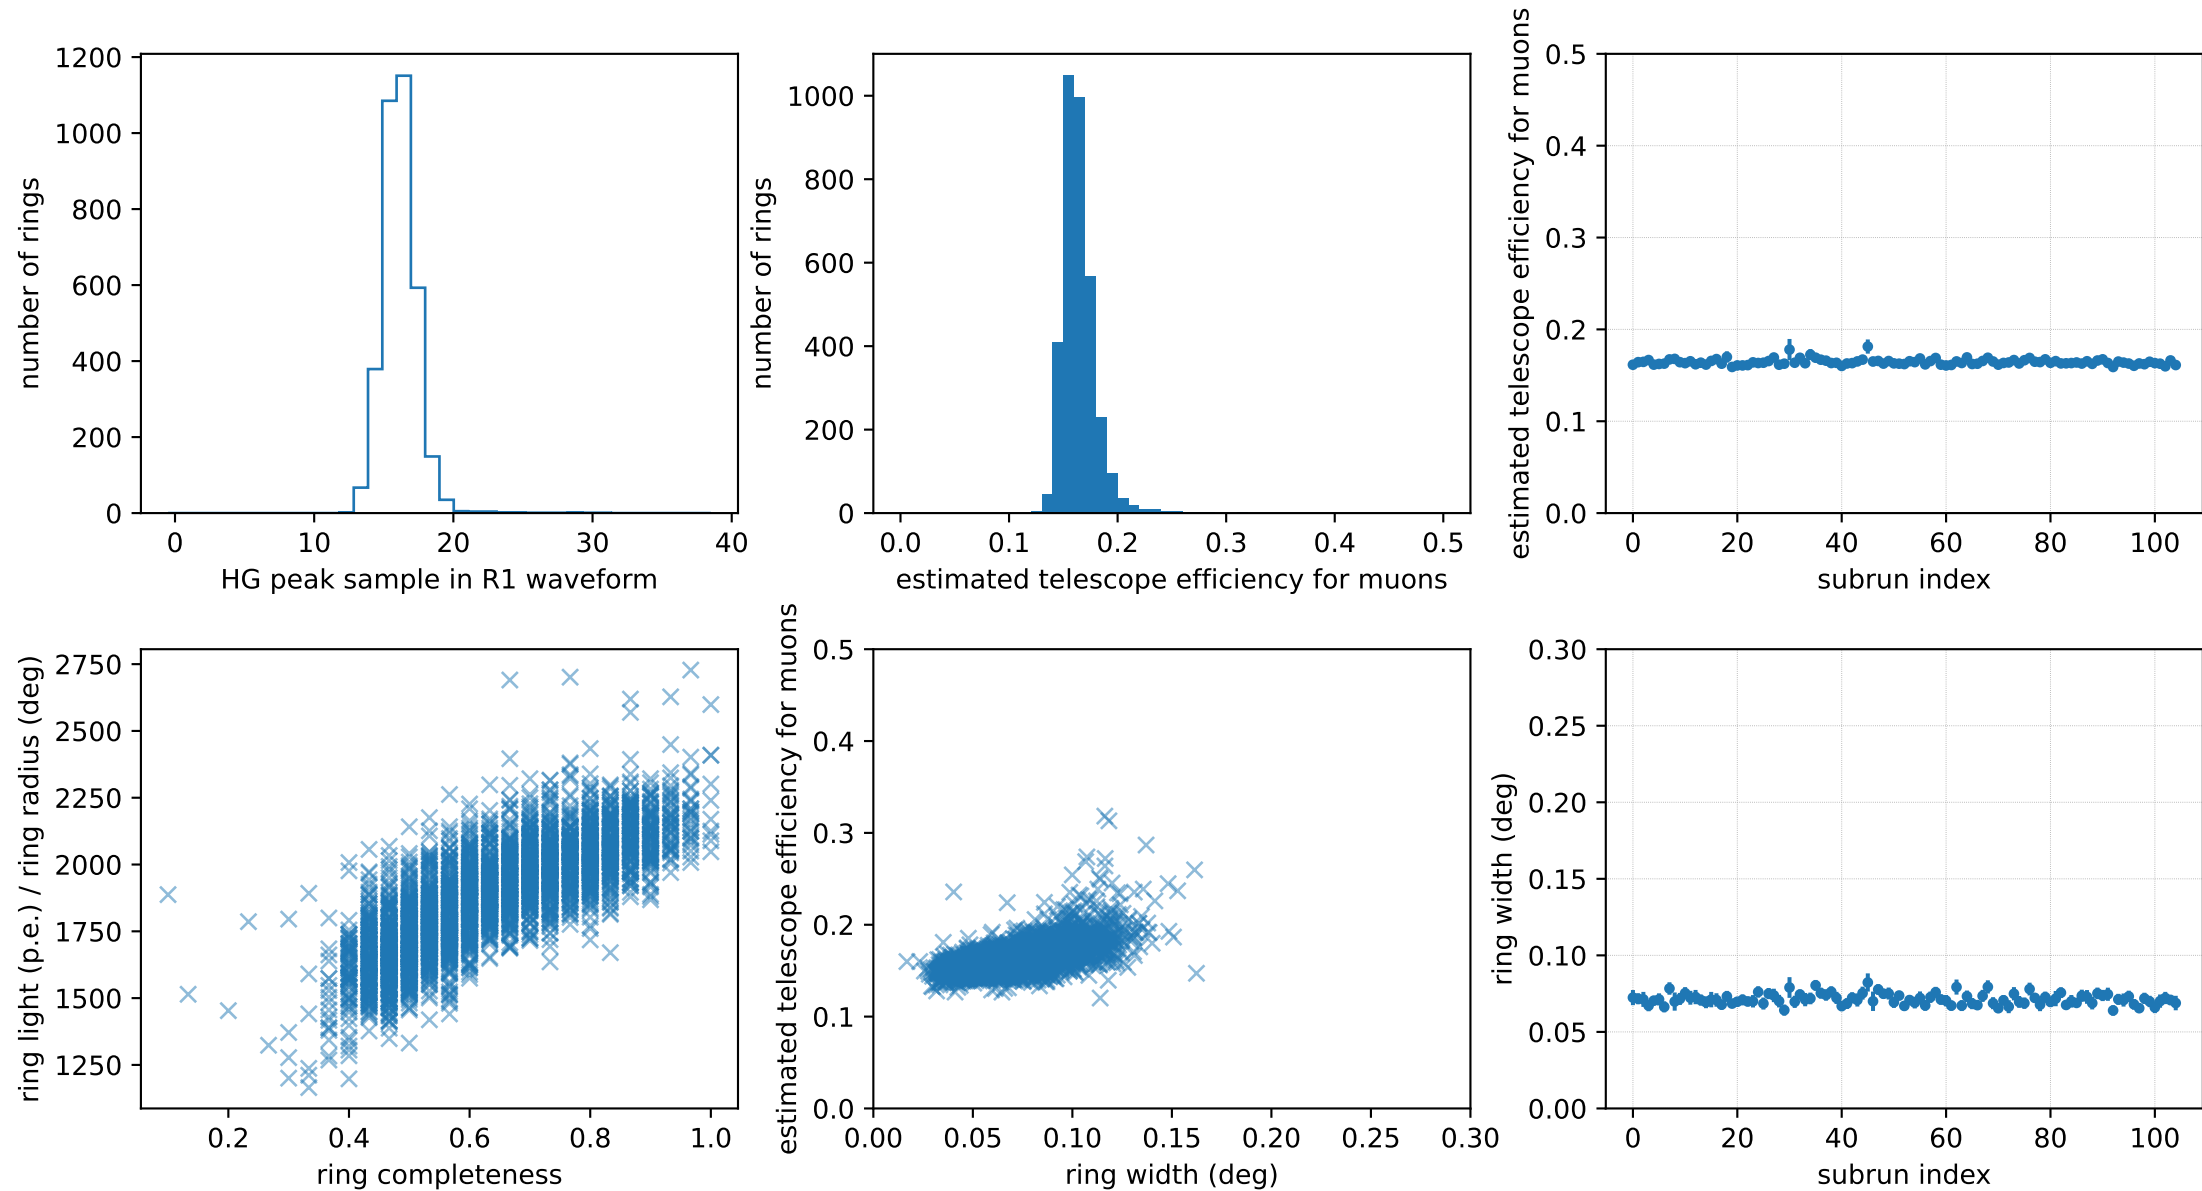 number of rings
1200
1000
800
600
400
200
0
0 10 20 30 40
HG peak sample in R1 waveform
number of rings
1000
800
600
400
200
0
0.0 0.1 0.2 0.3 0.4 0.5
estimated telescope efficiency for muons
estimated telescope efficiency for muons
0.5
0.4
0.3
0.2
0.1
0.0
0 20 40 60 80 100
subrun index
ring light (p.e.) / ring radius (deg)
2750
2500
2250
2000
1750
1500
1250
0.2 0.4 0.6 0.8 1.0
ring completeness
estimated telescope efficiency for muons
0.5
0.4
0.3
0.2
0.1
0.0
0.00 0.05 0.10 0.15 0.20 0.25 0.30
ring width (deg)
ring width (deg)
0.30
0.25
0.20
0.15
0.10
0.05
0.00
0 20 40 60 80 100
subrun index